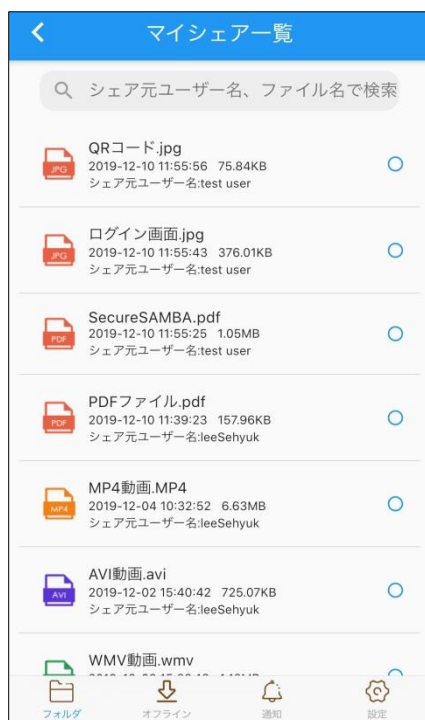 マイシェア一覧
シェア元ユーザー名、ファイル名で検索
QRコード.jpg
JPG
2019-12-10 11:55:56 75.84KB
シェア元ユーザー名:test user
ログイン画面.jpg
JPG
2019-12-10 11:55:43 376.01KB
シェア元ユーザー名:test user
SecureSAMBA.pdf
PDF
2019-12-10 11:55:25 1.05MB
シェア元ユーザー名:test user
PDFファイル.pdf
PDF
2019-12-10 11:39:23 157.96KB
シェア元ユーザー名:leeSehyuk
MP4動画.MP4
MP4
2019-12-04 10:32:52 6.63MB
シェア元ユーザー名:leeSehyuk
AVI動画.avi
AVI
2019-12-02 15:40:42 725.07KB
シェア元ユーザー名:leeSehyuk
WMV動画.wmv
フォルダ
オフライン
通知
設定